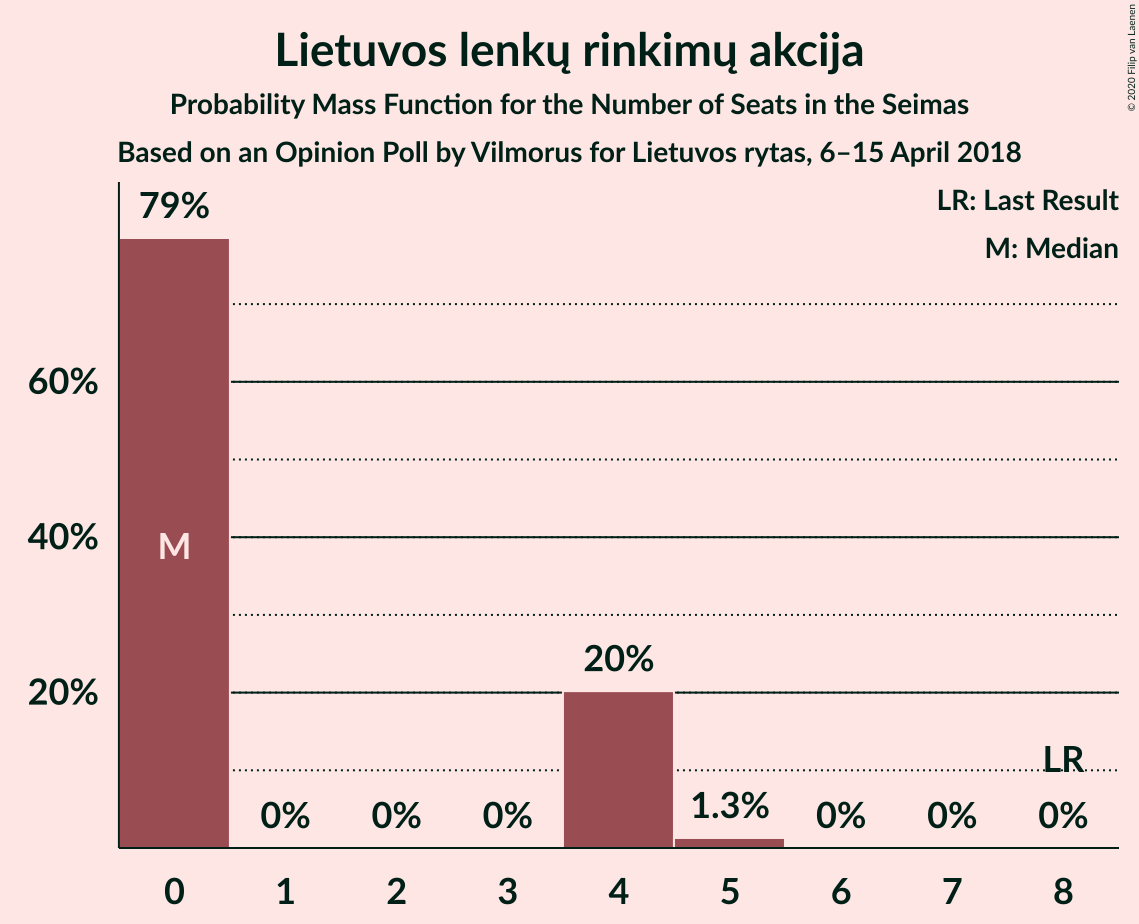 Lietuvos lenkų rinkimų akcija
Probability Mass Function for the Number of Seats in the Seimas
Based on an Opinion Poll by Vilmorus for Lietuvos rytas, 6–15 April 2018
© 2020 Filip van Laenen
LR: Last Result
M: Median
79%
60%
40%
20%
M
0%
0%
0%
20%
1.3%
0%
0%
LR
0%
0 1 2 3 4 5 6 7 8